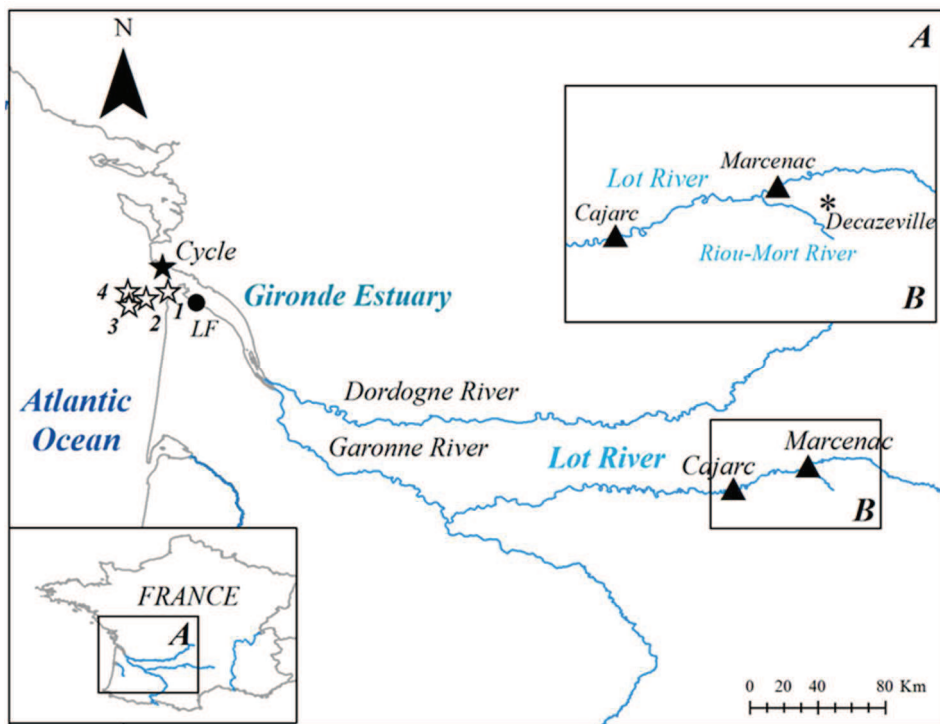 A
N
Marcenac
Lot River
Cajarc
*
Decazeville
Riou-Mort River
B
Cycle
4
3
2
1
LF
Gironde Estuary
Atlantic
Ocean
Dordogne River
Garonne River
Lot River
Cajarc
Marcenac
B
FRANCE
A
0 20 40 80 Km